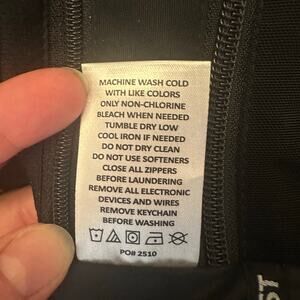 MACHINE WASH COLD
WITH LIKE COLORS
ONLY NON-CHLORINE
BLEACH WHEN NEEDED
TUMBLE DRY LOW
COOL IRON IF NEEDED
DO NOT DRY CLEAN
DO NOT USE SOFTENERS
CLOSE ALL ZIPPERS
BEFORE LAUNDERING
REMOVE ALL ELECTRONIC
DEVICES AND WIRES
REMOVE KEYCHAIN
BEFORE WASHING
PO# 2510
ST